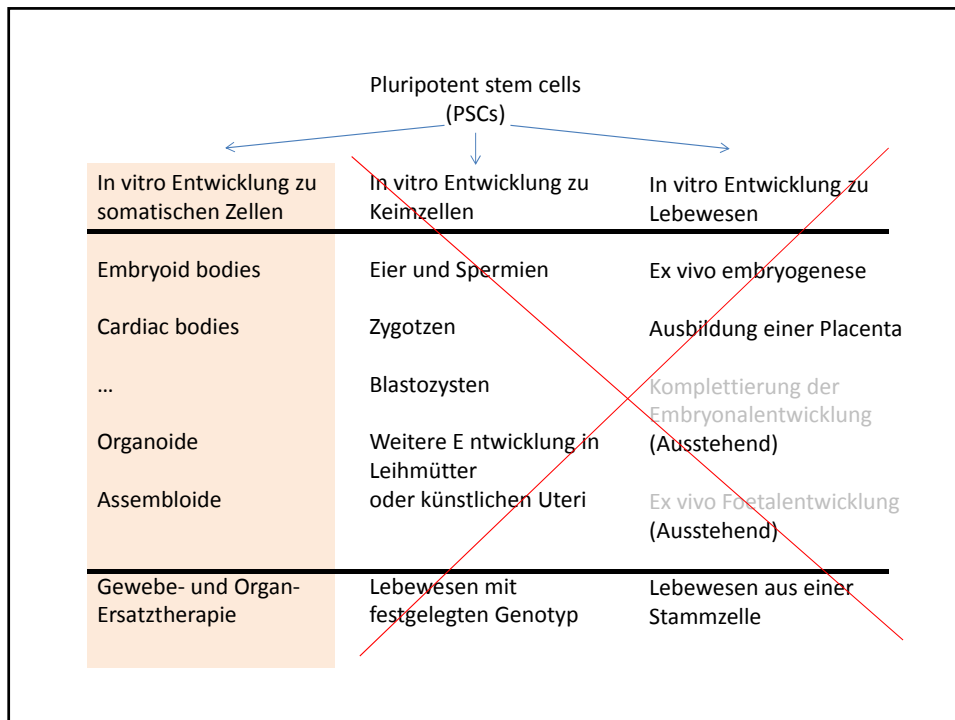 Pluripotent stem cells
(PSCs)
In vitro Entwicklung zu
somatischen Zellen
Embryoid bodies
Cardiac bodies
...
Organoide
Assembloide
Gewebe- und Organ-
Ersatztherapie
In vitro Entwicklung zu
Keimzellen
Eier und Spermien
Zygotzen
Blastozysten
Weitere E ntwicklung in
Leihmütter
oder künstlichen Uteri
Lebewesen mit
festgelegten Genotyp
In vitro Entwicklung zu
Lebewesen
Ex vivo embryogenese
Ausbildung einer Placenta
Komplettierung der
Embryonalentwicklung
(Ausstehend)
Ex vivo Foetalentwicklung
(Ausstehend)
Lebewesen aus einer
Stammzelle